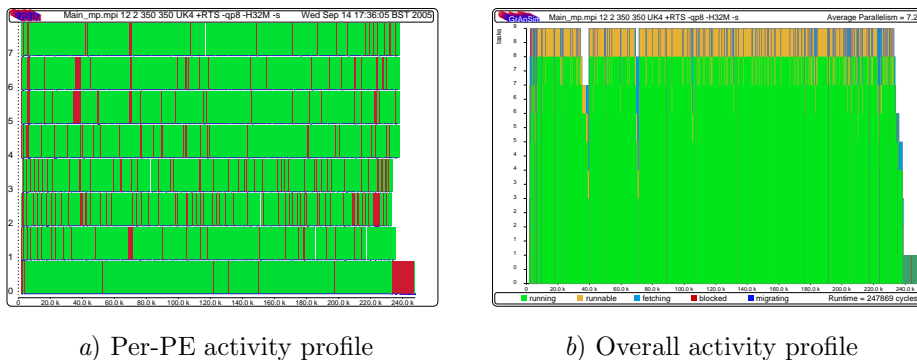 Main_mp.mpi 12 2 350 350 UK4 +RTS -qp8 -H32M -s Wed Sep 14 17:36:05 BST 2005
7
6
5
4
3
2
1
0
0 20.0 k 40.0 k 60.0 k 80.0 k 100.0 k 120.0 k 140.0 k 160.0 k 180.0 k 200.0 k 220.0 k 240.0 k
a) Per-PE activity profile
GrAnSim Main_mp.mpi 12 2 350 350 UK4 +RTS -qp8 -H32M -s Average Parallelism = 7.2
tasks
9
8
9
8
7
6
5
4
3
2
1
0
0 20.0 k 40.0 k 60.0 k 80.0 k 100.0 k 120.0 k 140.0 k 160.0 k 180.0 k 200.0 k 220.0 k 240.0 k
running runnable fetching blocked migrating Runtime = 247869 cycles
b) Overall activity profile